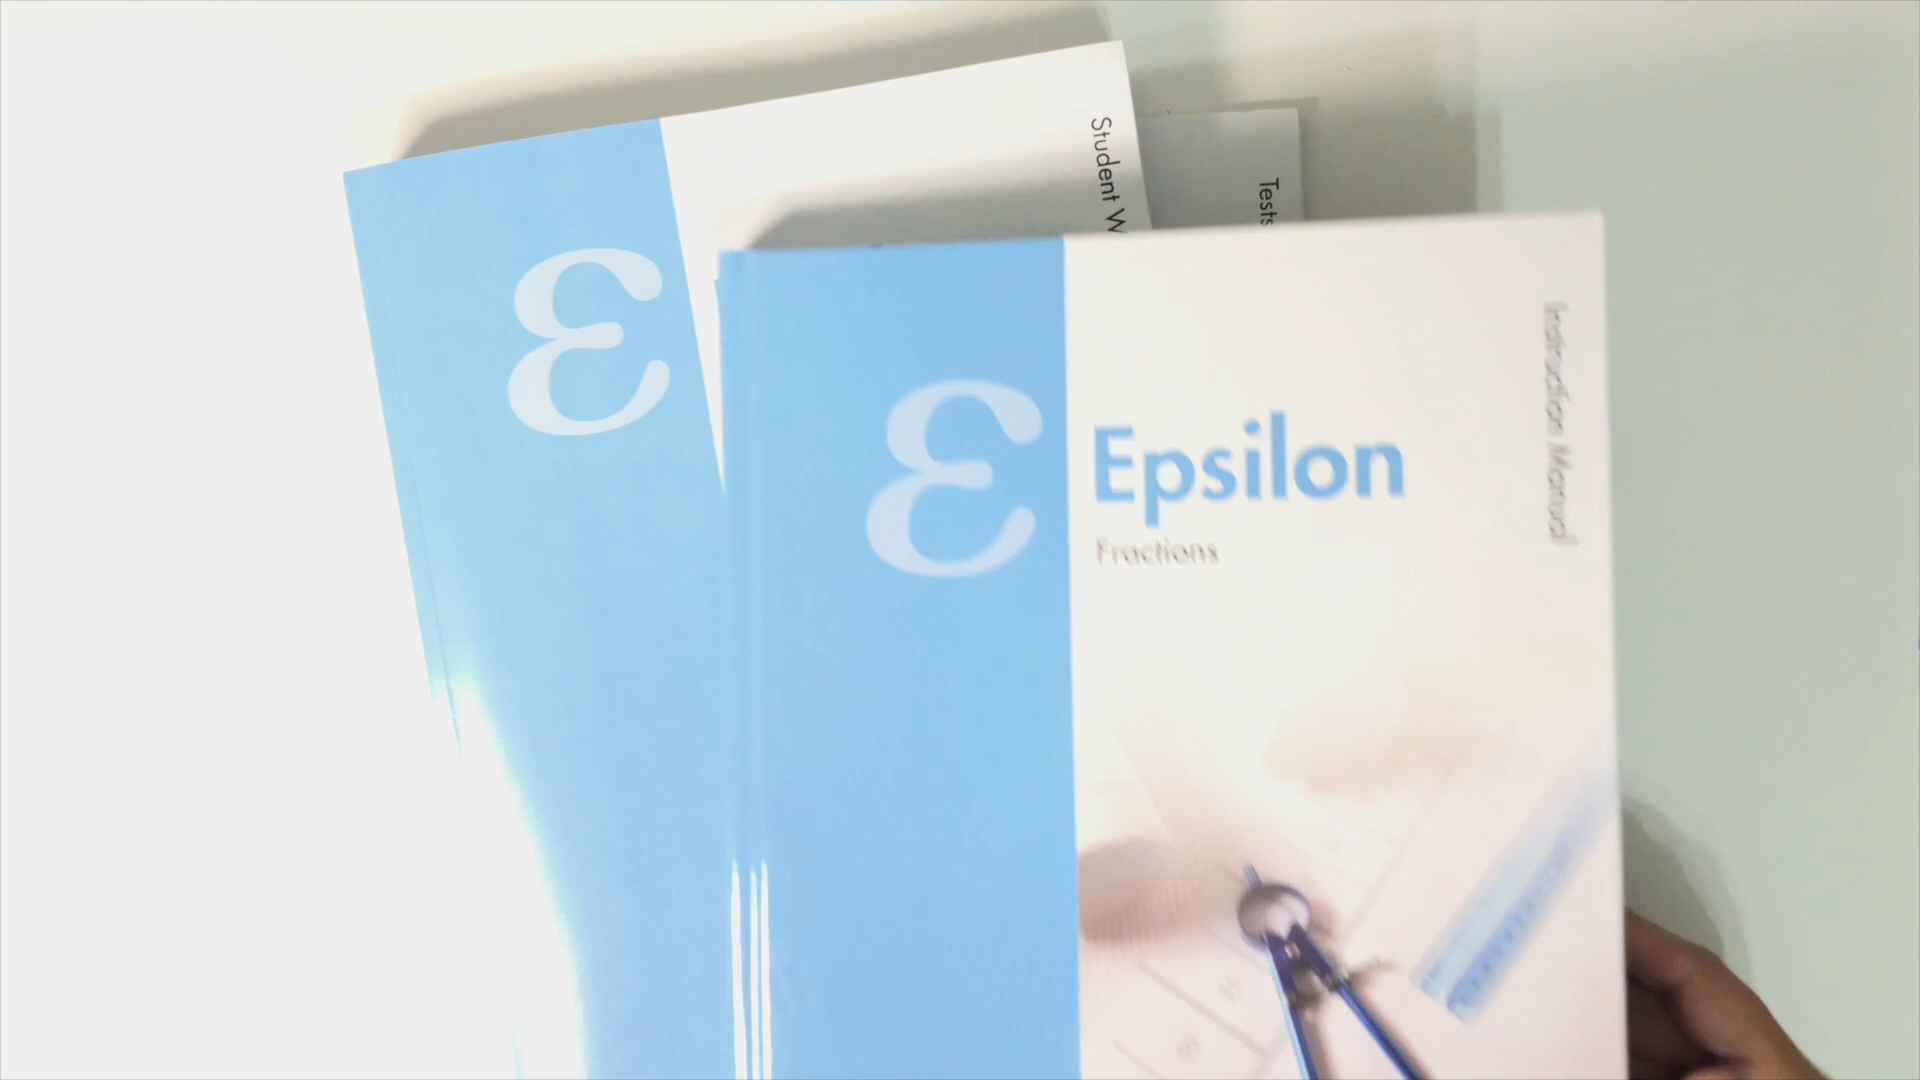 Student W
Tests
ε
ε
Epsilon
Fractions
Instruction Manual